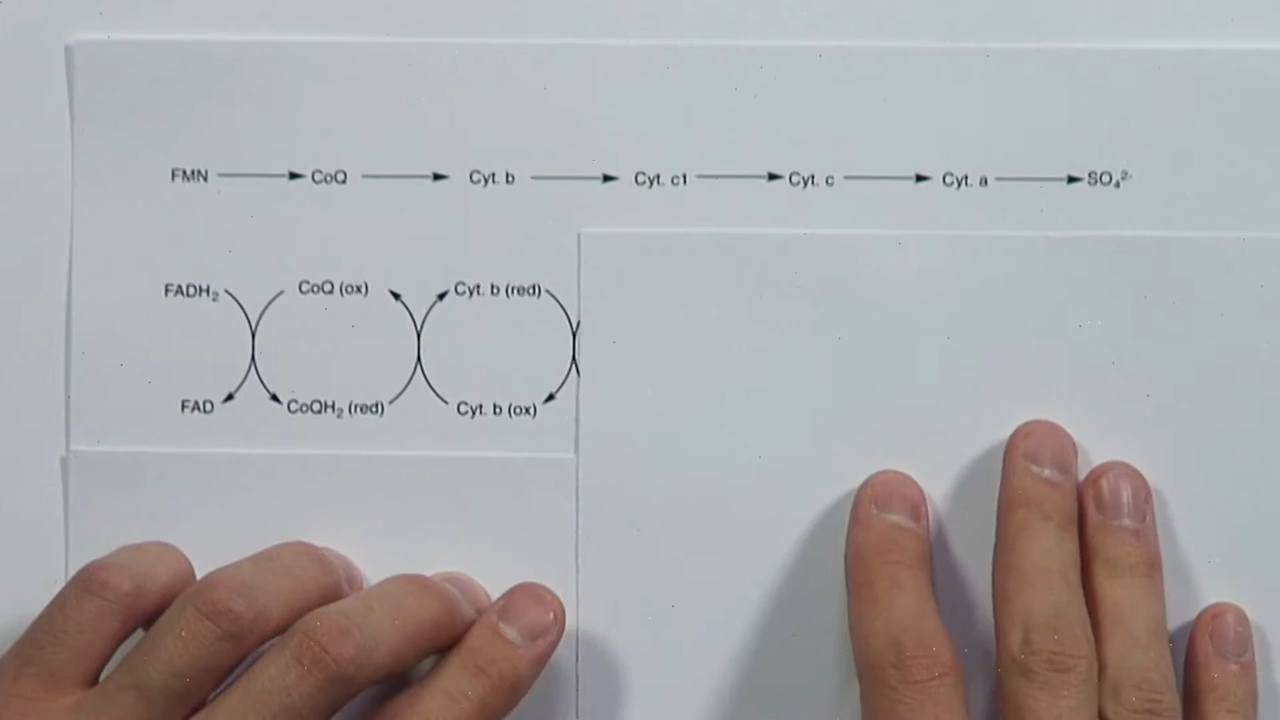 FMN CoQ Cyt. b Cyt. c1 Cyt. c Cyt. a SO₄²⁻
FADH₂ CoQ (ox) Cyt. b (red)
FAD CoQH₂ (red) Cyt. b (ox)